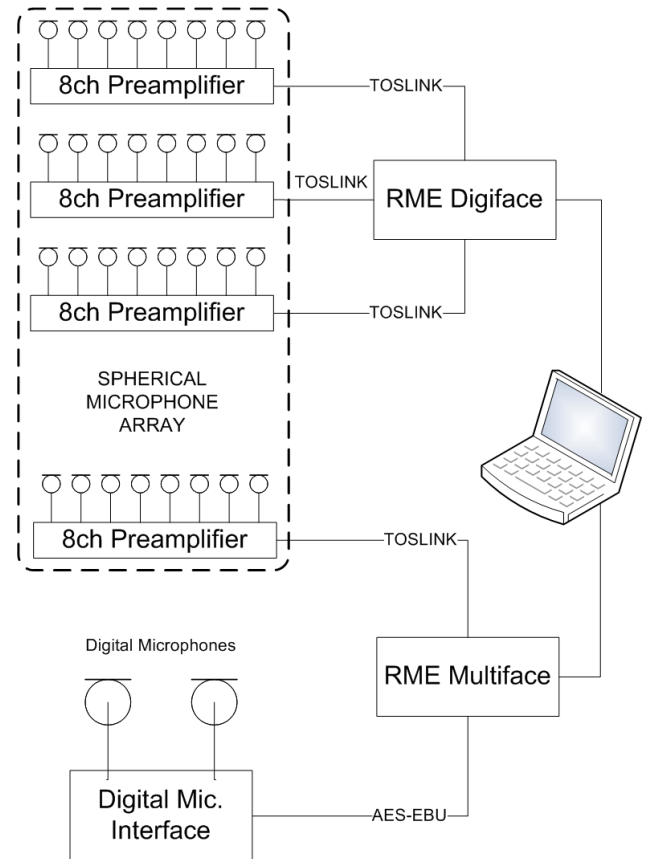 8ch Preamplifier
TOSLINK
8ch Preamplifier
TOSLINK
RME Digiface
8ch Preamplifier
TOSLINK
SPHERICAL
MICROPHONE
ARRAY
8ch Preamplifier
TOSLINK
Digital Microphones
RME Multiface
Digital Mic.
Interface
AES-EBU